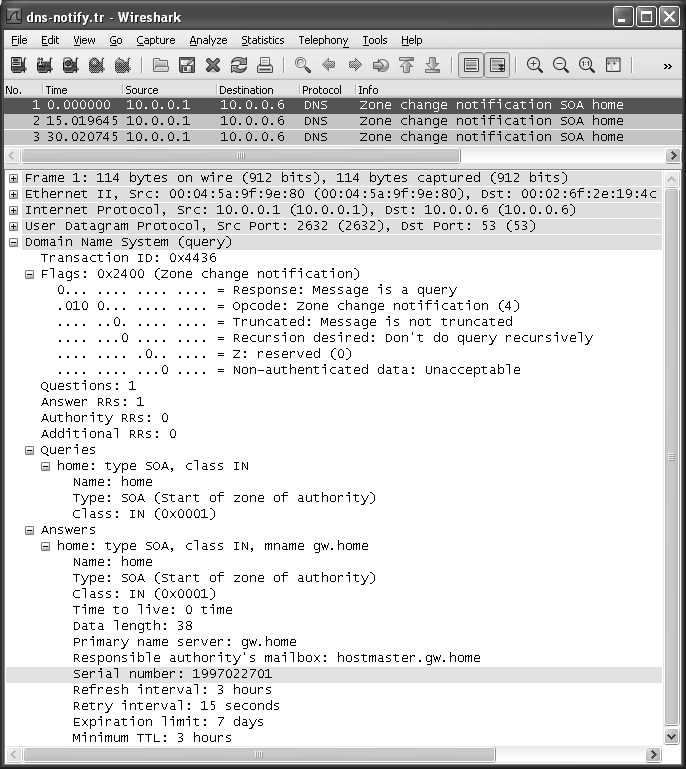 dns-notify.tr - Wireshark
File Edit View Go Capture Analyze Statistics Telephony Tools Help
No. Time Source Destination Protocol Info
1 0.000000 10.0.0.1 10.0.0.6 DNS Zone change notification SOA home
2 15.019645 10.0.0.1 10.0.0.6 DNS Zone change notification SOA home
3 30.020745 10.0.0.1 10.0.0.6 DNS Zone change notification SOA home
Frame 1: 114 bytes on wire (912 bits), 114 bytes captured (912 bits)
Ethernet II, Src: 00:04:5a:9f:9e:80 (00:04:5a:9f:9e:80), Dst: 00:02:6f:2e:19:4c
Internet Protocol, Src: 10.0.0.1 (10.0.0.1), Dst: 10.0.0.6 (10.0.0.6)
User Datagram Protocol, Src Port: 2632 (2632), Dst Port: 53 (53)
Domain Name System (query)
Transaction ID: 0x4436
Flags: 0x2400 (Zone change notification)
0... .... .... .... = Response: Message is a query
.010 0... .... .... = Opcode: Zone change notification (4)
.... ..0. .... .... = Truncated: Message is not truncated
.... ...0 .... .... = Recursion desired: Don't do query recursively
.... .... .0.. .... = Z: reserved (0)
.... .... ...0 .... = Non-authenticated data: Unacceptable
Questions: 1
Answer RRs: 1
Authority RRs: 0
Additional RRs: 0
Queries
home: type SOA, class IN
Name: home
Type: SOA (Start of zone of authority)
Class: IN (0x0001)
Answers
home: type SOA, class IN, mname gw.home
Name: home
Type: SOA (Start of zone of authority)
Class: IN (0x0001)
Time to live: 0 time
Data length: 38
Primary name server: gw.home
Responsible authority's mailbox: hostmaster.gw.home
Serial number: 1997022701
Refresh interval: 3 hours
Retry interval: 15 seconds
Expiration limit: 7 days
Minimum TTL: 3 hours